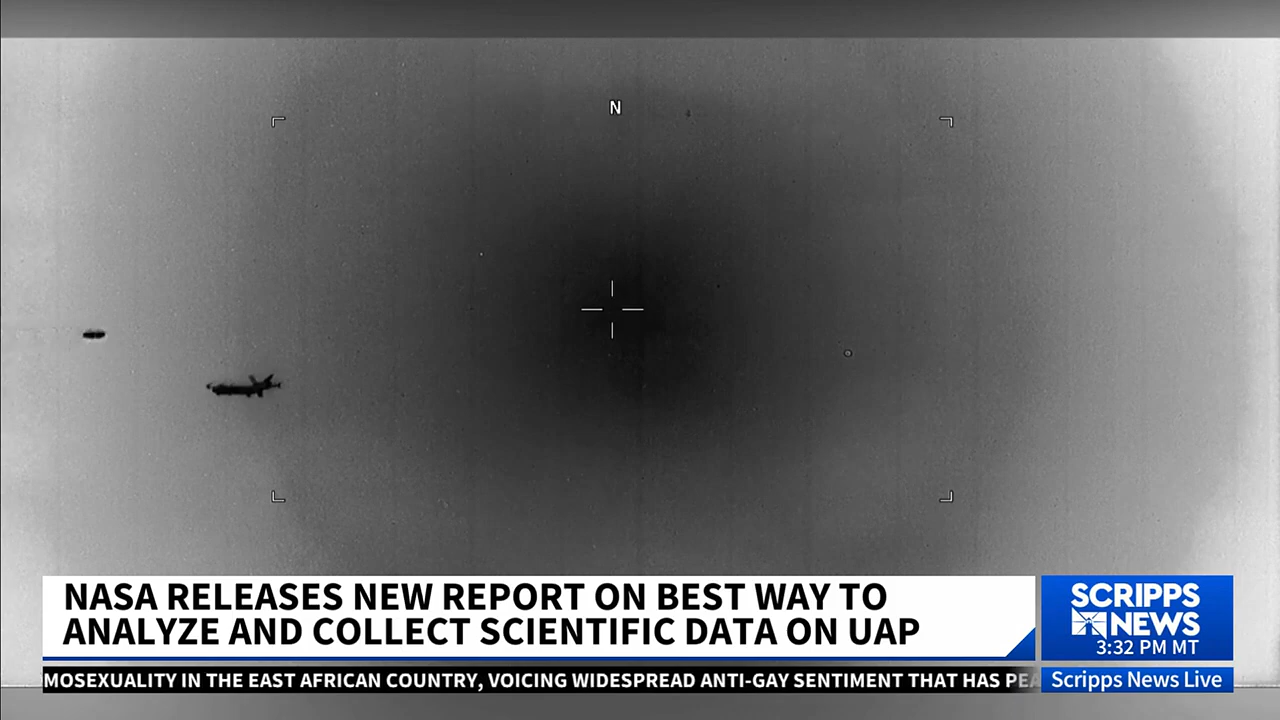 N
NASA RELEASES NEW REPORT ON BEST WAY TO
ANALYZE AND COLLECT SCIENTIFIC DATA ON UAP
SCRIPPS
NEWS
3:32 PM MT
MOSEXUALITY IN THE EAST AFRICAN COUNTRY, VOICING WIDESPREAD ANTI-GAY SENTIMENT THAT HAS
Scripps News Live